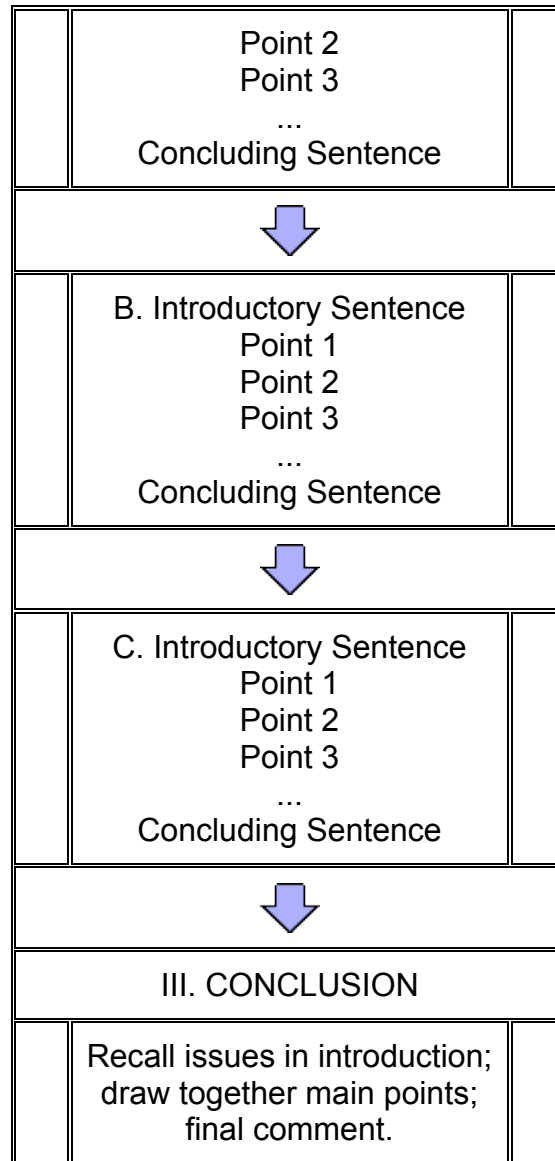 Point 2
Point 3
...
Concluding Sentence
B. Introductory Sentence
Point 1
Point 2
Point 3
...
Concluding Sentence
C. Introductory Sentence
Point 1
Point 2
Point 3
...
Concluding Sentence
III. CONCLUSION
Recall issues in introduction;
draw together main points;
final comment.